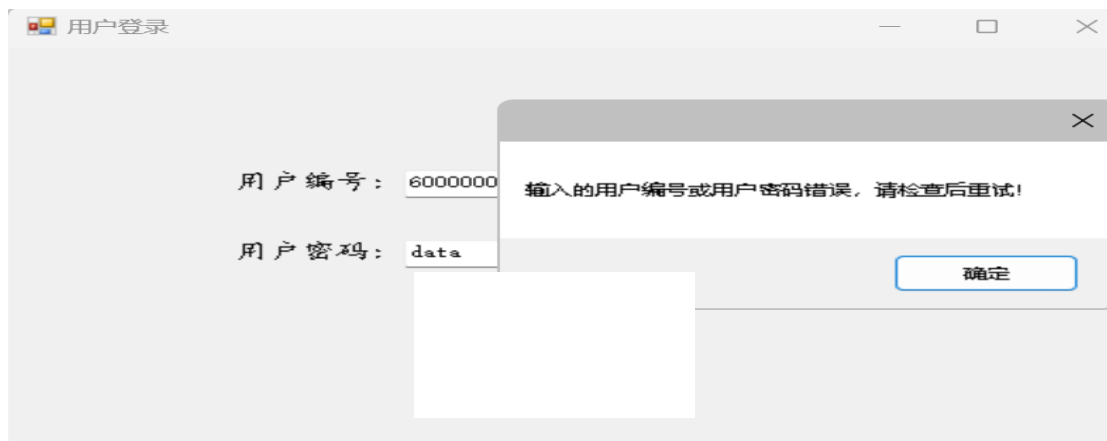 用户登录
用户编号: 6000000
输入的用户编号或用户密码错误, 请检查后重试!
用户密码: data
确定